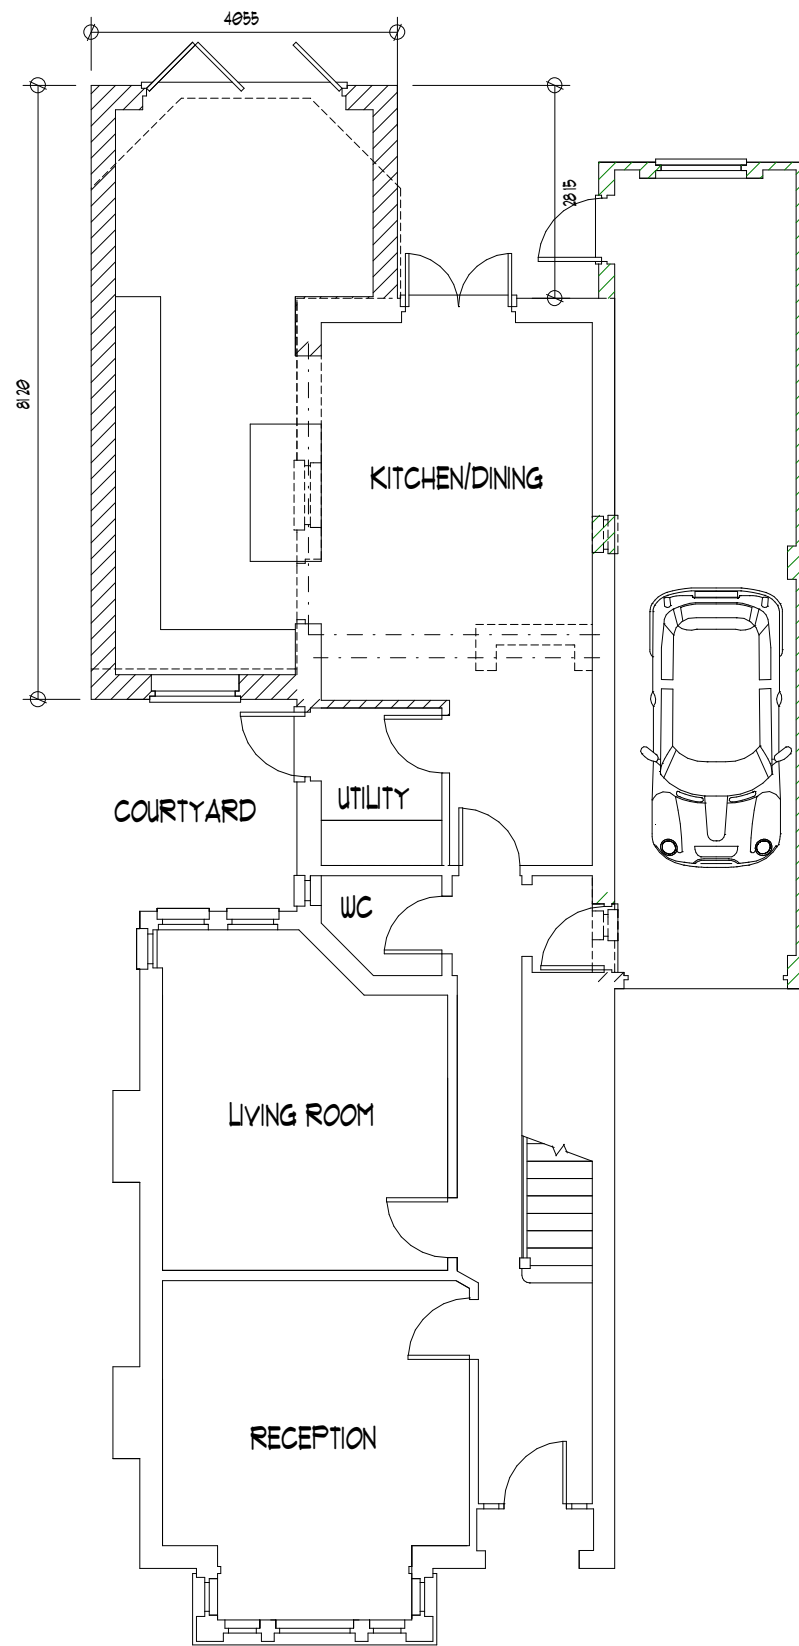 4055
2815
8120
KITCHEN/DINING
UTILITY
COURTYARD
WC
LIVING ROOM
RECEPTION